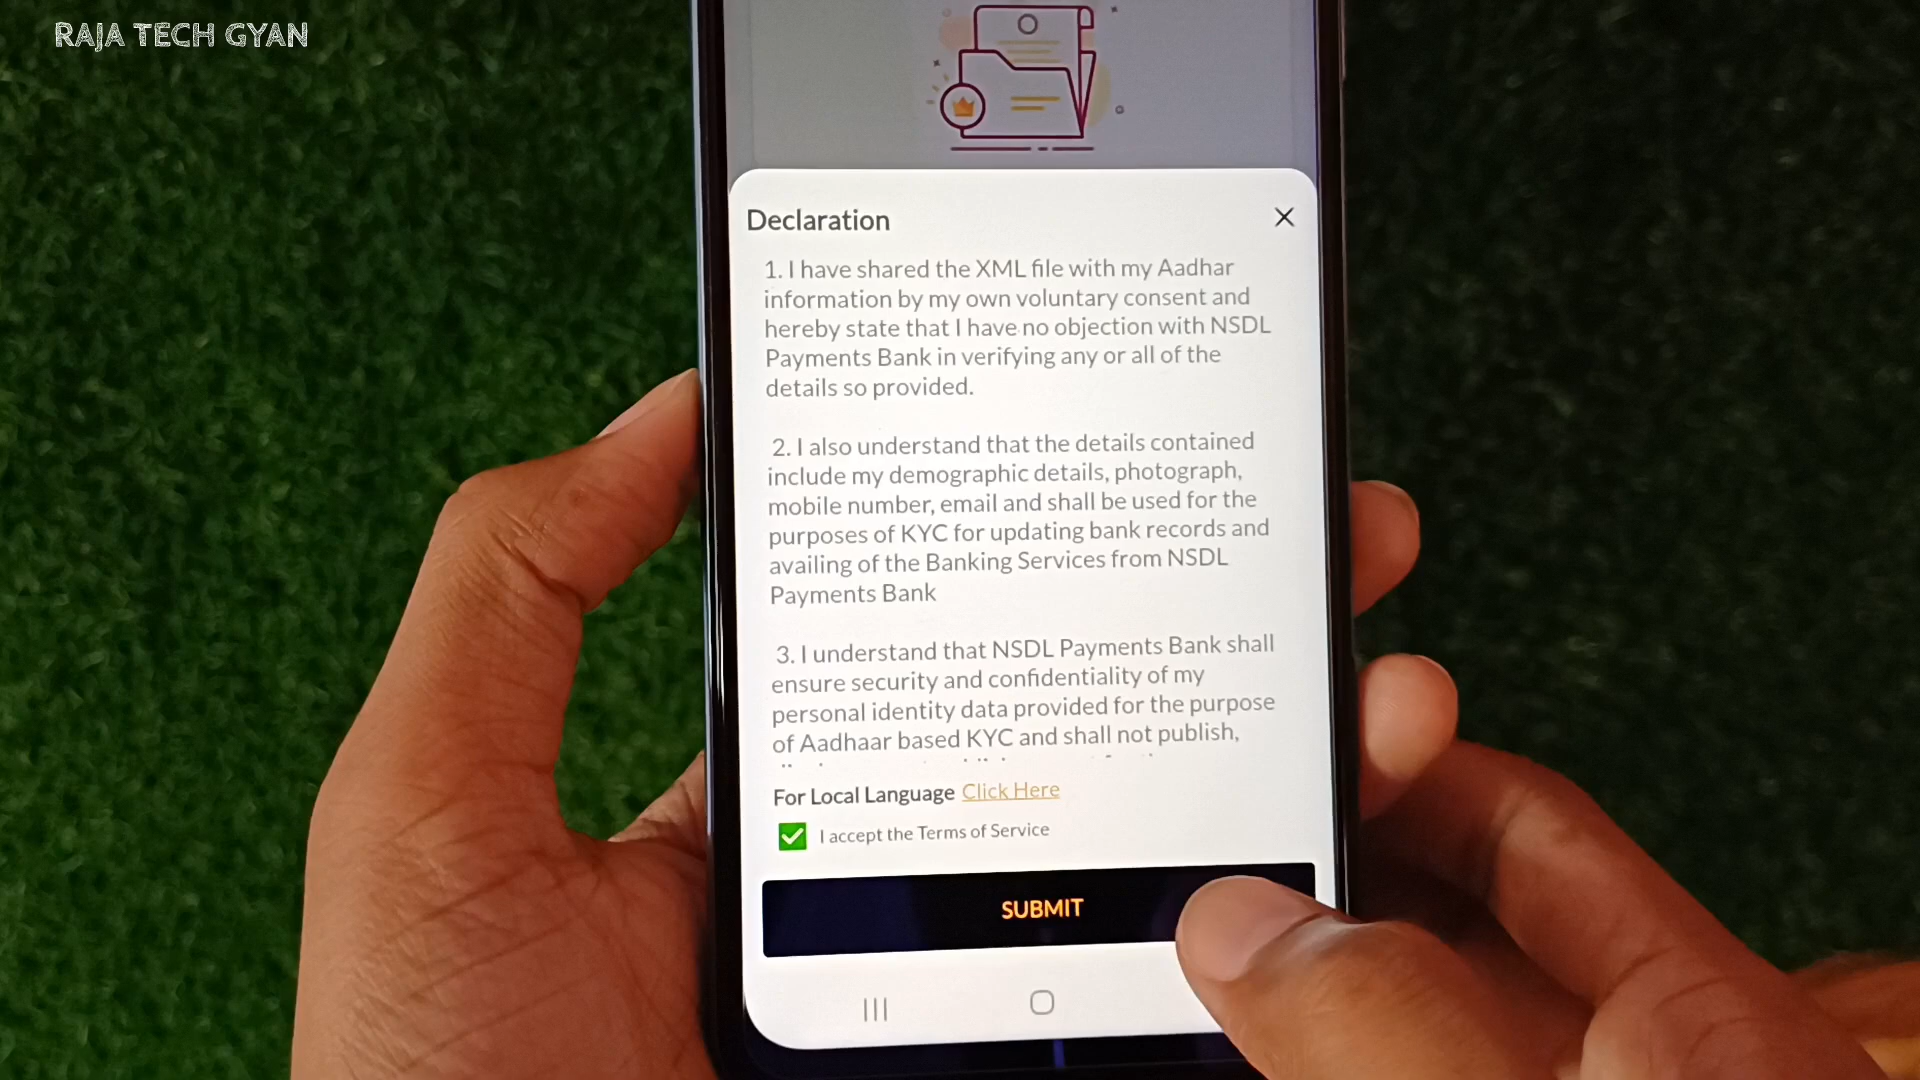 RAJA TECH GYAN
Declaration
1. I have shared the XML file with my Aadhar
information by my own voluntary consent and
hereby state that I have no objection with NSDL
Payments Bank in verifying any or all of the
details so provided.
2. I also understand that the details contained
include my demographic details, photograph,
mobile number, email and shall be used for the
purposes of KYC for updating bank records and
availing of the Banking Services from NSDL
Payments Bank
3. I understand that NSDL Payments Bank shall
ensure security and confidentiality of my
personal identity data provided for the purpose
of Aadhaar based KYC and shall not publish,
For Local Language Click Here
I accept the Terms of Service
SUBMIT